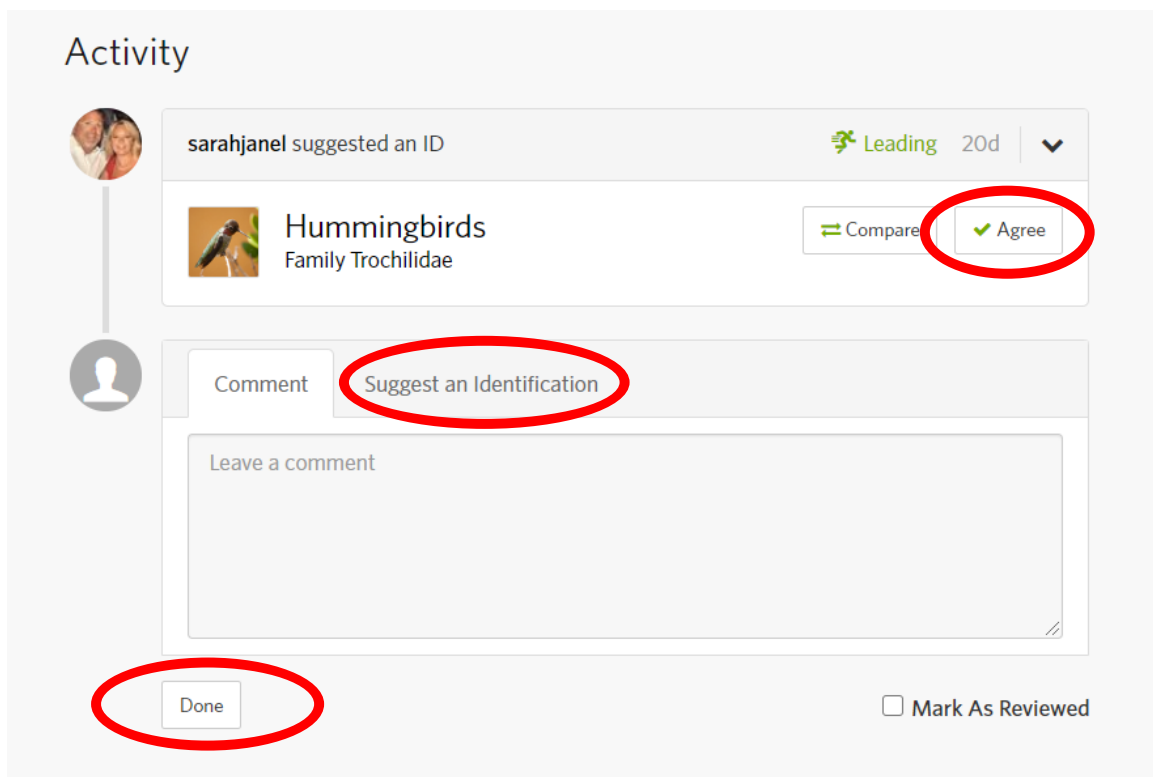 Activity
sarahjanel suggested an ID Leading 20d
Hummingbirds
Family Trochilidae
Compare Agree
Comment Suggest an Identification
Leave a comment
Done Mark As Reviewed